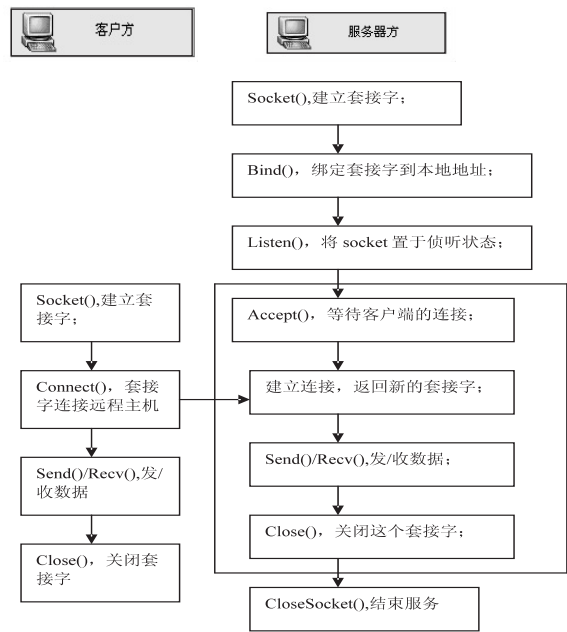 客户方
服务器方
Socket(),建立套接字；
Bind()，绑定套接字到本地地址；
Listen()，将 socket 置于侦听状态；
Accept()，等待客户端的连接；
建立连接，返回新的套接字；
Send()/Recv(),发/收数据；
Close()，关闭这个套接字；
CloseSocket(),结束服务
Socket(),建立套
接字；
Connect()，套接
字连接远程主机
Send()/Recv(),发/
收数据
Close()，关闭套
接字